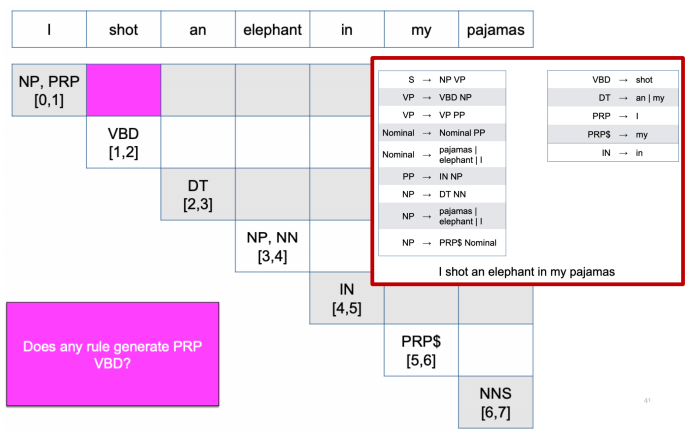 I shot an elephant in my pajamas
NP, PRP
[0,1]
VBD
[1,2]
DT
[2,3]
NP, NN
[3,4]
IN
[4,5]
PRP$
[5,6]
NNS
[6,7]
S → NP VP
VP → VBD NP
VP → VP PP
Nominal → Nominal PP
Nominal → pajamas |
elephant | I
PP → IN NP
NP → DT NN
NP → pajamas |
elephant | I
NP → PRP$ Nominal
VBD → shot
DT → an | my
PRP → I
PRP$ → my
IN → in
I shot an elephant in my pajamas
Does any rule generate PRP
VBD?
41